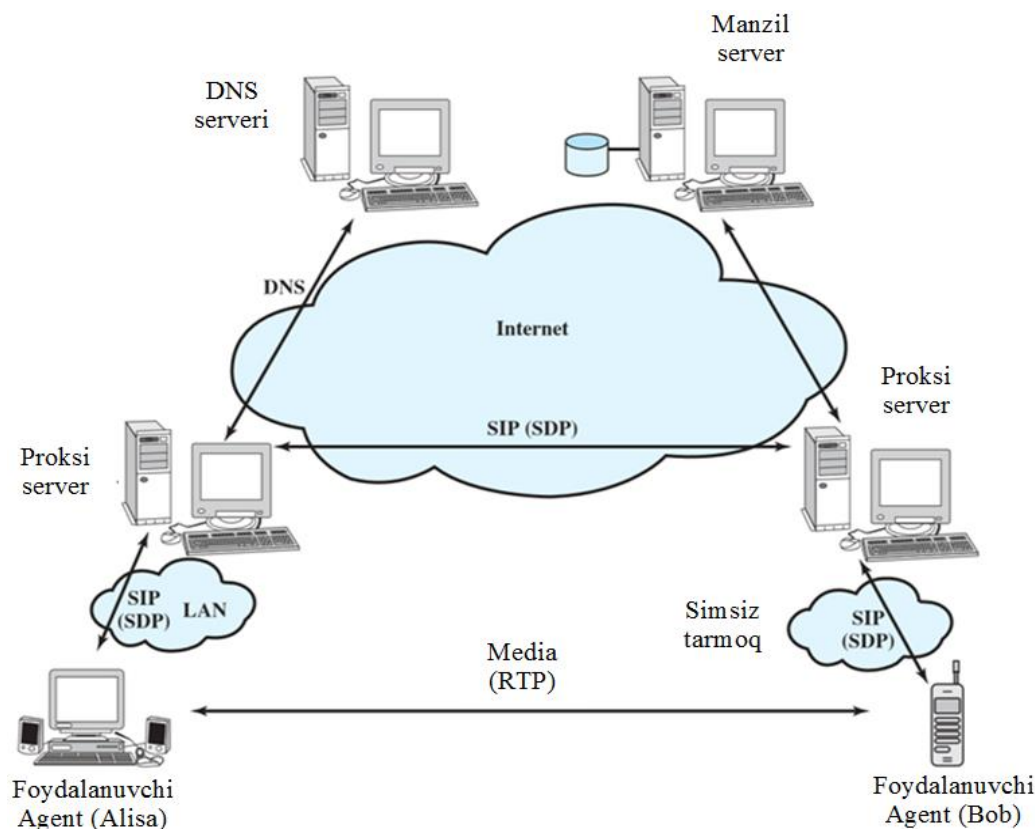 Manzil
server
DNS
serveri
DNS
Internet
Proksi
server
SIP (SDP)
Proksi
server
SIP
(SDP)
LAN
Simsiz
tarmoq
SIP
(SDP)
Media
(RTP)
Foydalanuvchi
Agent (Alisa)
Foydalanuvchi
Agent (Bob)